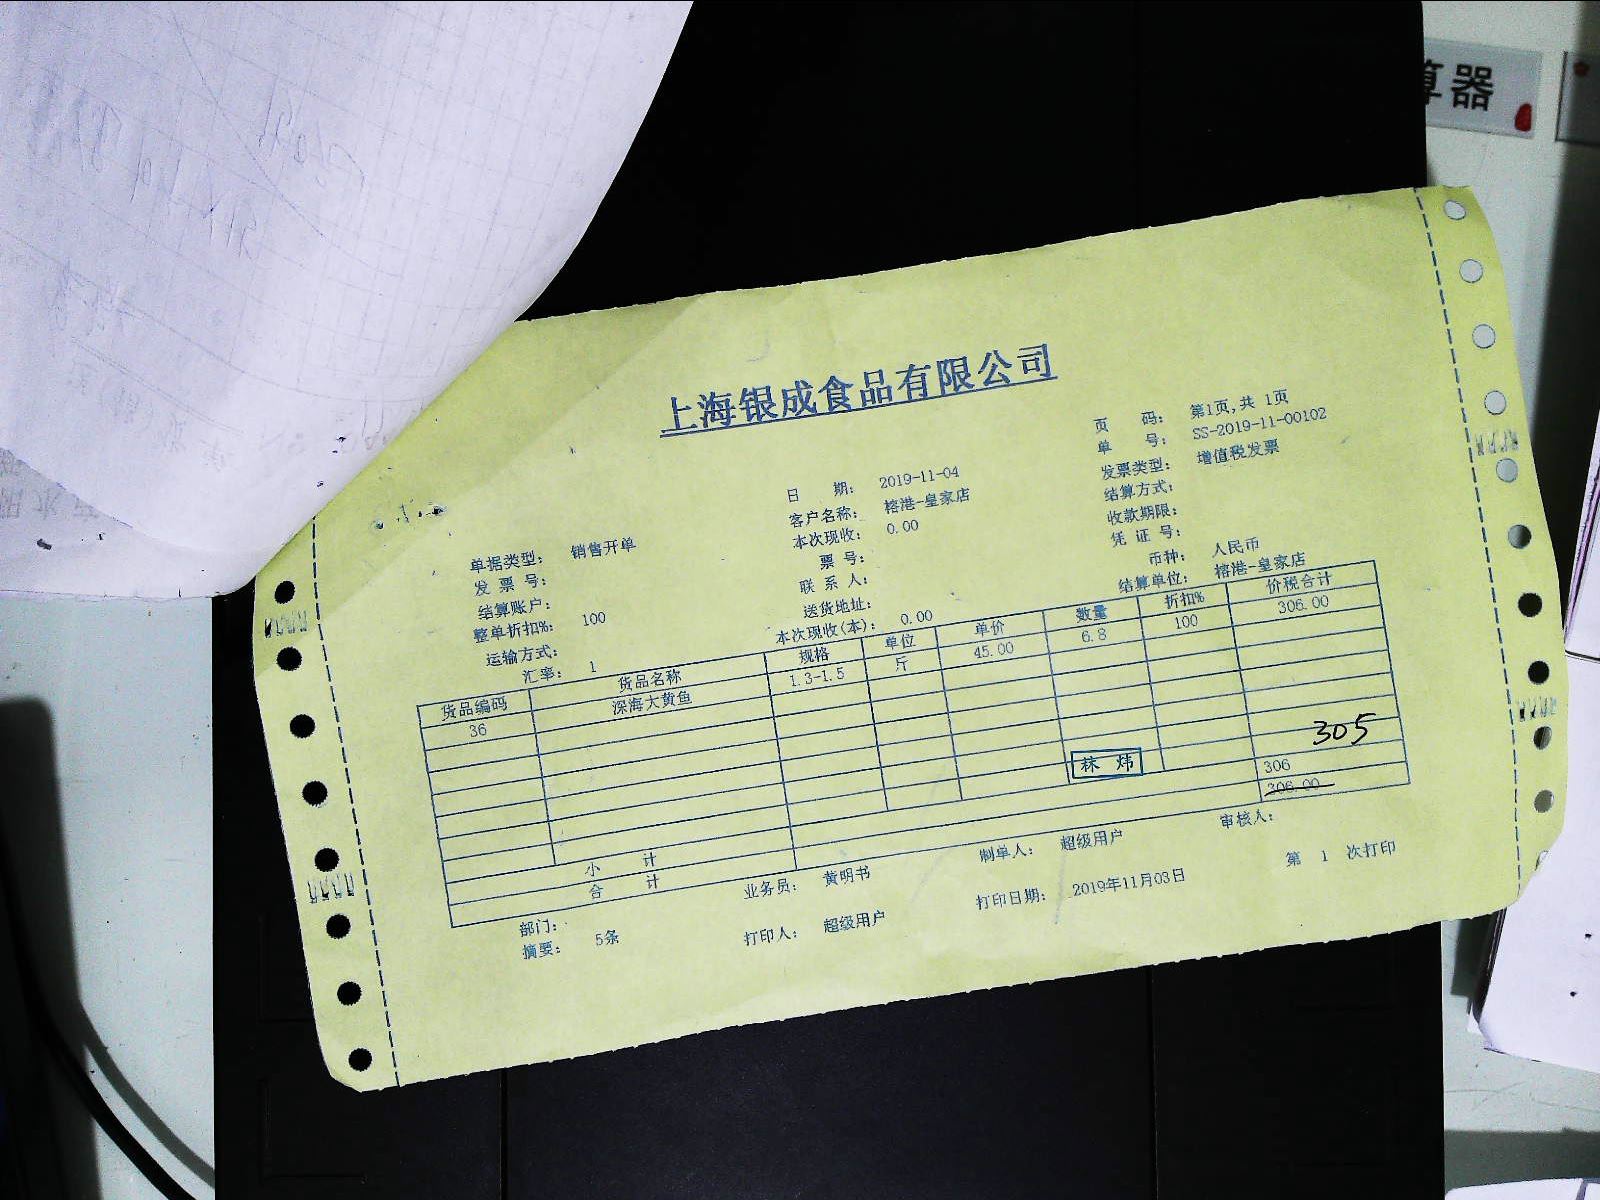 算器
上海银成食品有限公司
页 码： 第1页,共 1页
单 号： SS-2019-11-00102
日 期： 2019-11-04
发票类型： 增值税发票
客户名称： 榕港-皇家店
结算方式：
单据类型： 销售开单
本次现收： 0.00
收款期限：
发 票 号：
票 号：
凭 证 号：
结算账户：
联 系 人：
币种： 人民币
整单折扣%： 100
送货地址：
结算单位： 榕港-皇家店
运输方式：
本次现收(本)： 0.00
汇率： 1
货品编码 货品名称 规格 单位 单价 数量 折扣% 价税合计
36 深海大黄鱼 1.3-1.5 斤 45.00 6.8 100 306.00
305
林 炜
小 计 306
合 计 306.00
部门： 业务员： 黄明书 制单人： 超级用户 审核人：
摘要： 5条 打印人： 超级用户 打印日期： 2019年11月03日 第 1 次打印